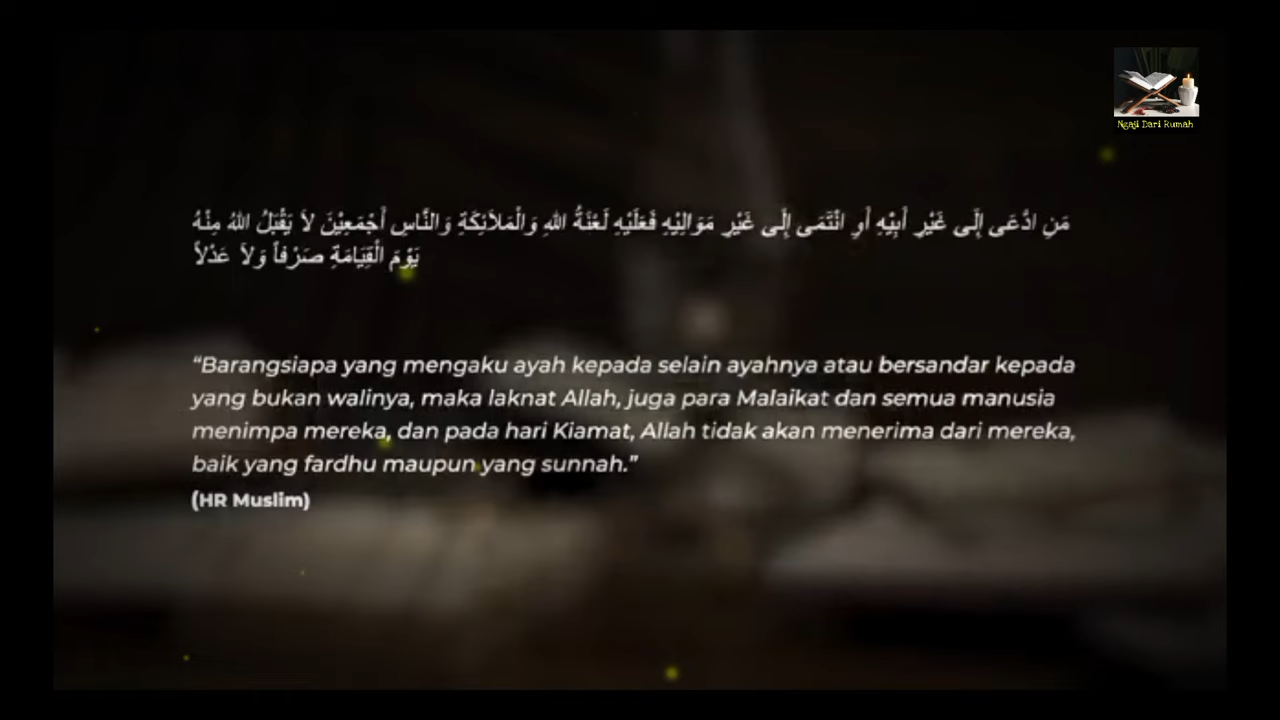 Ngaji Dari Rumah
مَنِ ادَّعَى إِلَى غَيْرِ أَبِيْهِ أَوِ انْتَمَى إِلَى غَيْرِ مَوَالِيْهِ فَعَلَيْهِ لَعْنَةُ اللهِ وَالْمَلاَئِكَةِ وَالنَّاسِ أَجْمَعِيْنَ لاَ يَقْبَلُ اللهُ مِنْهُ
يَوْمَ الْقِيَامَةِ صَرْفاً وَلاَ عَدْلاً
“Barangsiapa yang mengaku ayah kepada selain ayahnya atau bersandar kepada
yang bukan walinya, maka laknat Allah, juga para Malaikat dan semua manusia
menimpa mereka, dan pada hari Kiamat, Allah tidak akan menerima dari mereka,
baik yang fardhu maupun yang sunnah.”
(HR Muslim)